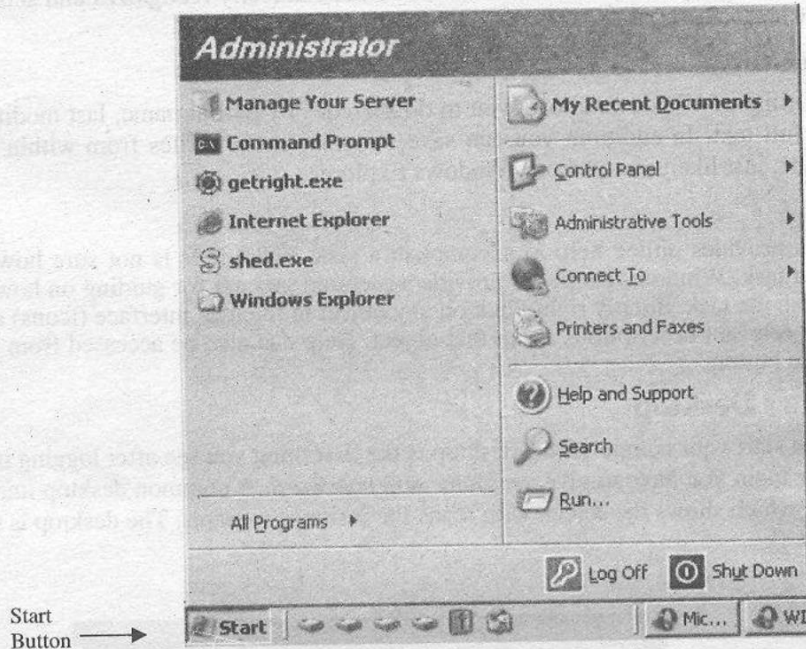 Administrator
Manage Your Server
Command Prompt
getright.exe
Internet Explorer
shed.exe
Windows Explorer
All Programs
My Recent Documents
Control Panel
Administrative Tools
Connect To
Printers and Faxes
Help and Support
Search
Run...
Log Off
Shut Down
Start
Button
Start
Mic...
WI